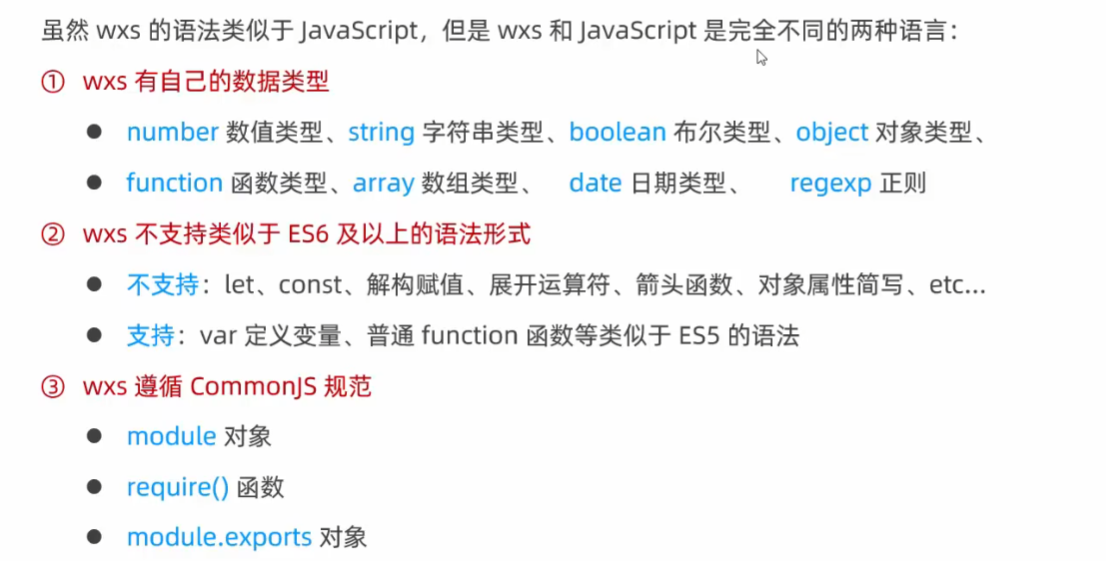 虽然 wxs 的语法类似于 JavaScript，但是 wxs 和 JavaScript 是完全不同的两种语言：
① wxs 有自己的数据类型
● number 数值类型、string 字符串类型、boolean 布尔类型、object 对象类型、
● function 函数类型、array 数组类型、 date 日期类型、 regexp 正则
② wxs 不支持类似于 ES6 及以上的语法形式
● 不支持：let、const、解构赋值、展开运算符、箭头函数、对象属性简写、etc...
● 支持：var 定义变量、普通 function 函数等类似于 ES5 的语法
③ wxs 遵循 CommonJS 规范
● module 对象
● require() 函数
● module.exports 对象